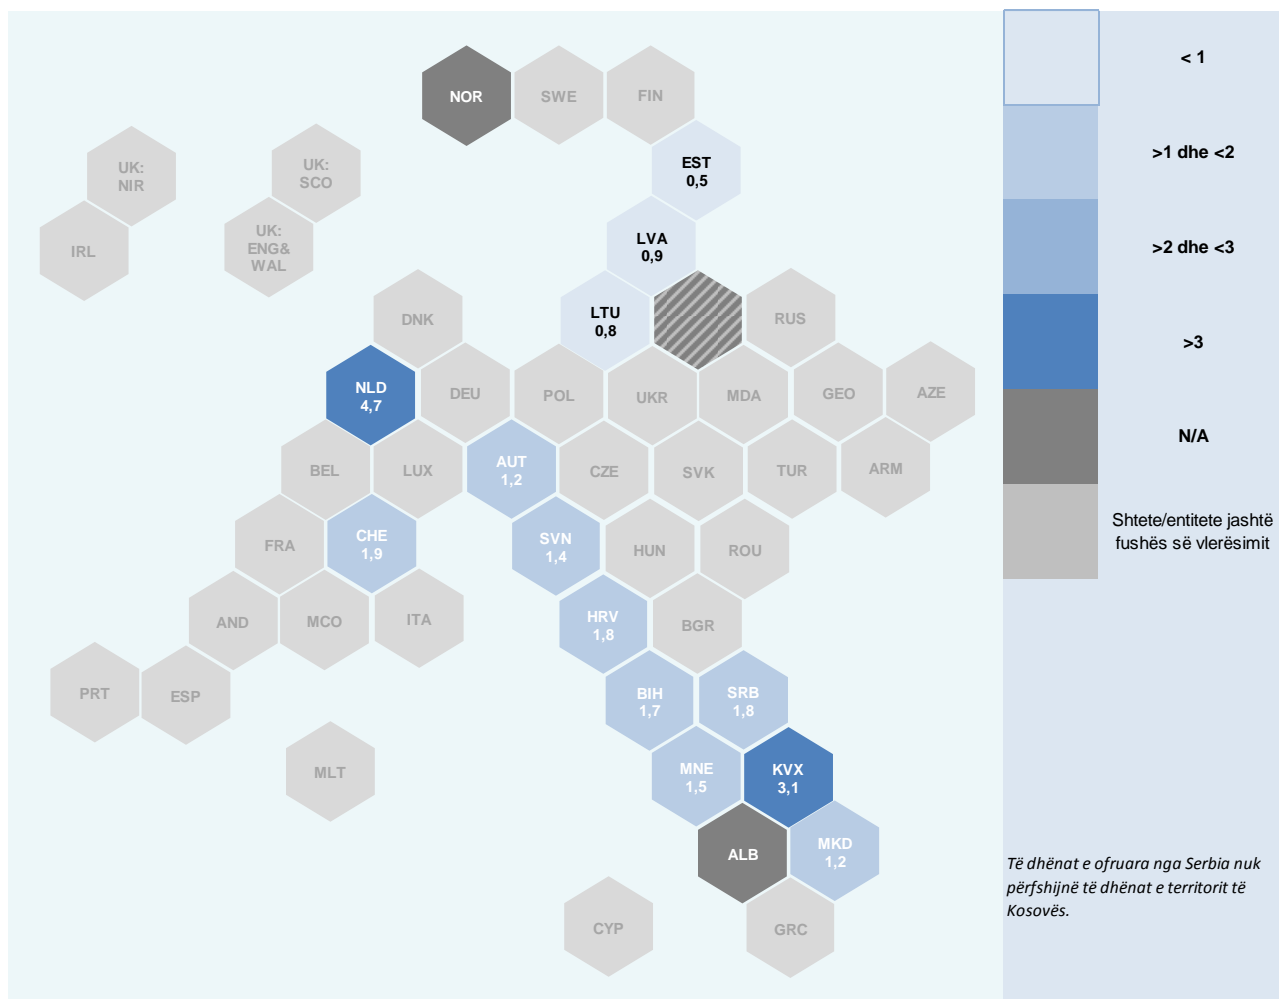 NOR
SWE
FIN
UK:
NIR
UK:
SCO
EST
0,5
IRL
UK:
ENG&
WAL
LVA
0,9
DNK
LTU
0,8
RUS
NLD
4,7
DEU
POL
UKR
MDA
GEO
AZE
BEL
LUX
AUT
1,2
CZE
SVK
TUR
ARM
FRA
CHE
1,9
SVN
1,4
HUN
ROU
AND
MCO
ITA
HRV
1,8
BGR
PRT
ESP
BIH
1,7
SRB
1,8
MLT
MNE
1,5
KVX
3,1
ALB
MKD
1,2
CYP
GRC
< 1
>1 dhe <2
>2 dhe <3
>3
N/A
Shtete/entitete jashtë
fushës së vlerësimit
Të dhënat e ofruara nga Serbia nuk
përfshijnë të dhënat e territorit të
Kosovës.